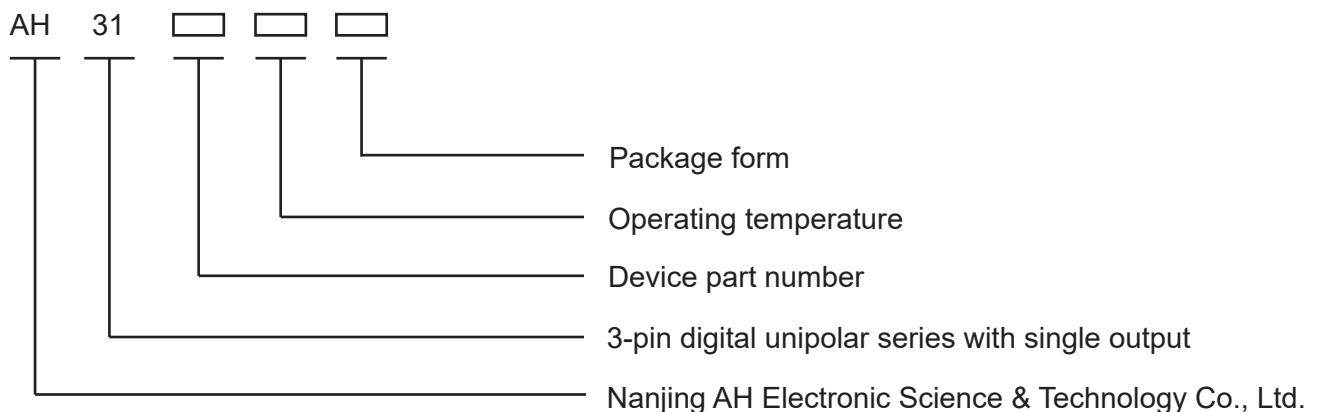 AH 31
Package form
Operating temperature
Device part number
3-pin digital unipolar series with single output
Nanjing AH Electronic Science & Technology Co., Ltd.